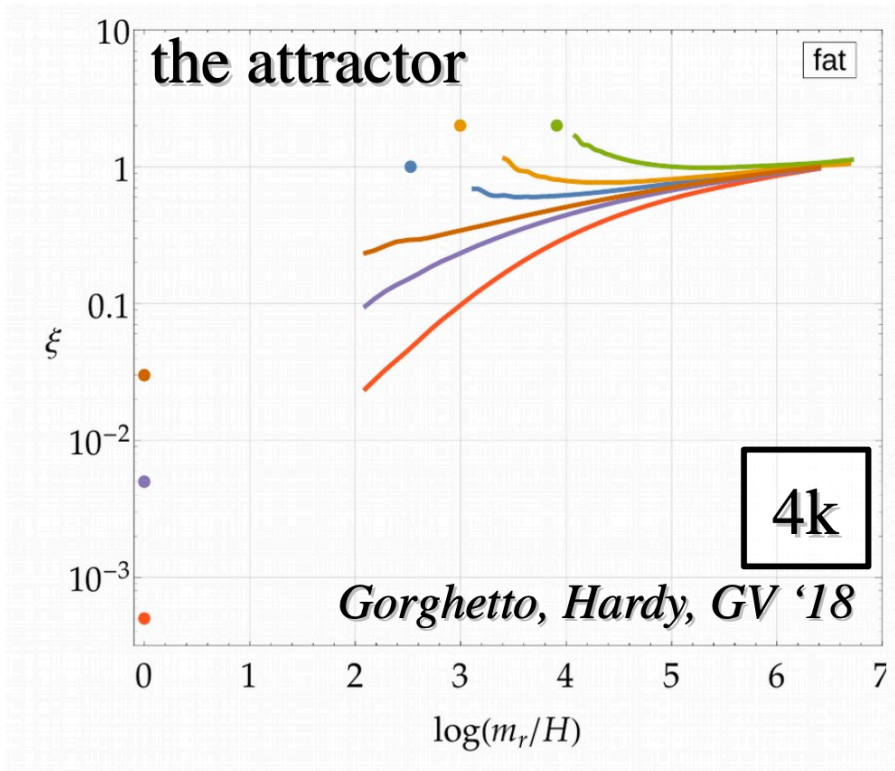 the attractor
fat
10
1
0.1
10⁻²
10⁻³
ξ
4k
Gorghetto, Hardy, GV ‘18
0 1 2 3 4 5 6 7
log(mᵣ/H)